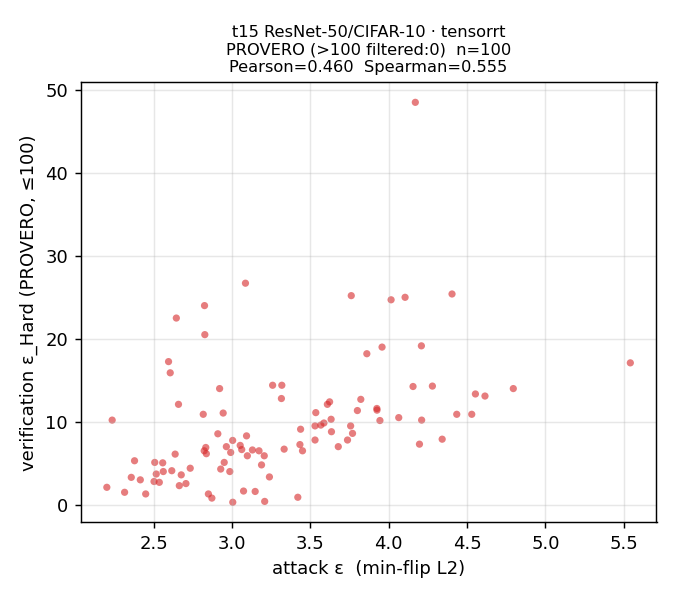 t15 ResNet-50/CIFAR-10 · tensorrt
PROVERO (>100 filtered:0)  n=100
Pearson=0.460  Spearman=0.555
verification ε_Hard (PROVERO, ≤100)
50
40
30
20
10
0
2.5 3.0 3.5 4.0 4.5 5.0 5.5
attack ε  (min-flip L2)